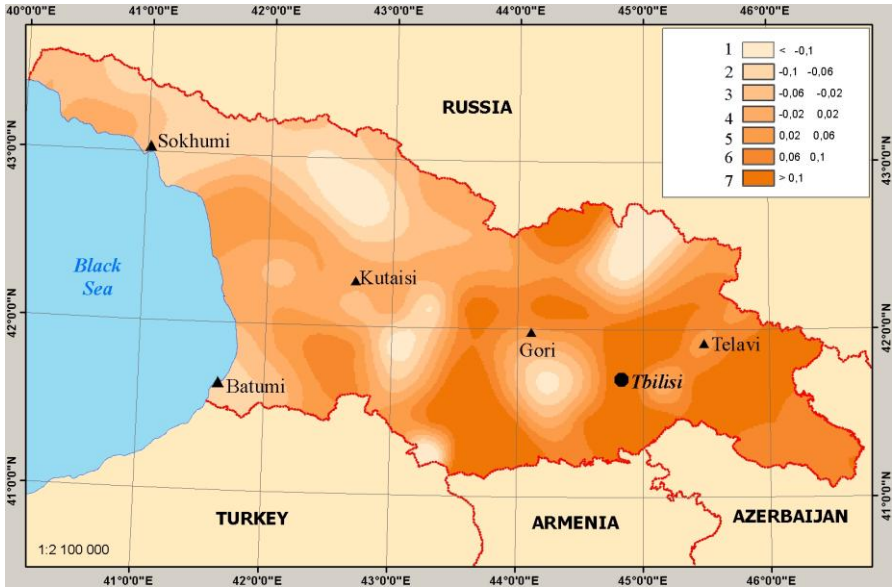 40°0'0"N 41°0'0"N 42°0'0"N 43°0'0"N 44°0'0"N 45°0'0"N 46°0'0"N
1 < -0,1
2 -0,1 -0,06
3 -0,06 -0,02
4 -0,02 0,02
5 0,02 0,06
6 0,06 0,1
7 > 0,1
RUSSIA
43°0'0"N
Sokhumi
43°0'0"N
Black
Sea
Kutaisi
42°0'0"N
Gori
Telavi
42°0'0"N
Batumi
Tbilisi
41°0'0"N
41°0'0"N
TURKEY
ARMENIA
AZERBAIJAN
1:2 100 000
41°0'0"N 42°0'0"N 43°0'0"N 44°0'0"N 45°0'0"N 46°0'0"N